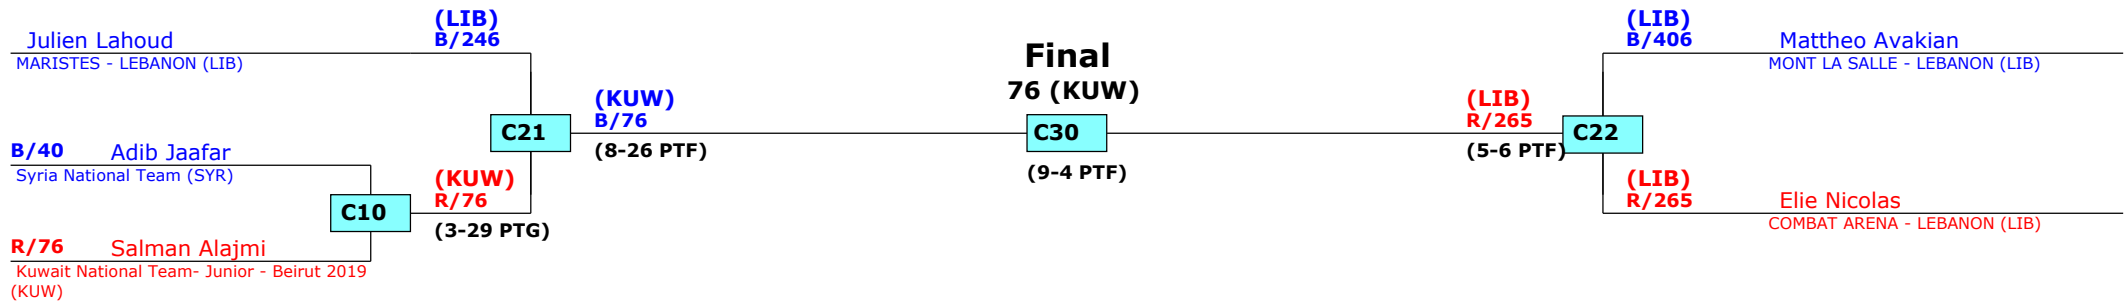 (LIB)
B/246
Julien Lahoud
MARISTES - LEBANON (LIB)
B/40 Adib Jaafar
Syria National Team (SYR)
C10
R/76 Salman Alajmi
Kuwait National Team- Junior - Beirut 2019
(KUW)
(KUW)
R/76
(3-29 PTG)
C21
(KUW)
B/76
(8-26 PTF)
Final
76 (KUW)
C30
(9-4 PTF)
(LIB)
R/265
(5-6 PTF)
C22
(LIB)
B/406
Mattheo Avakian
MONT LA SALLE - LEBANON (LIB)
(LIB)
R/265
Elie Nicolas
COMBAT ARENA - LEBANON (LIB)